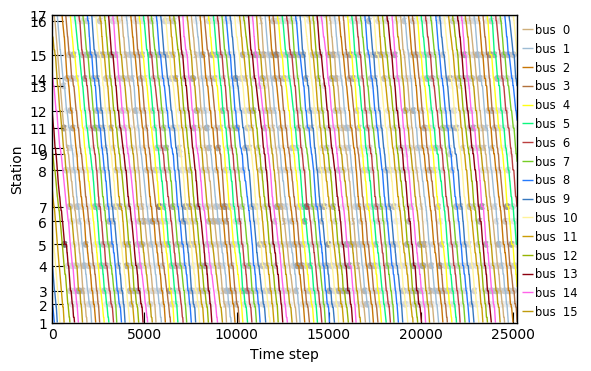 17
16
15
14
13
12
11
10
9
8
7
6
5
4
3
2
1
Station
0 5000 10000 15000 20000 25000
Time step
bus 0
bus 1
bus 2
bus 3
bus 4
bus 5
bus 6
bus 7
bus 8
bus 9
bus 10
bus 11
bus 12
bus 13
bus 14
bus 15